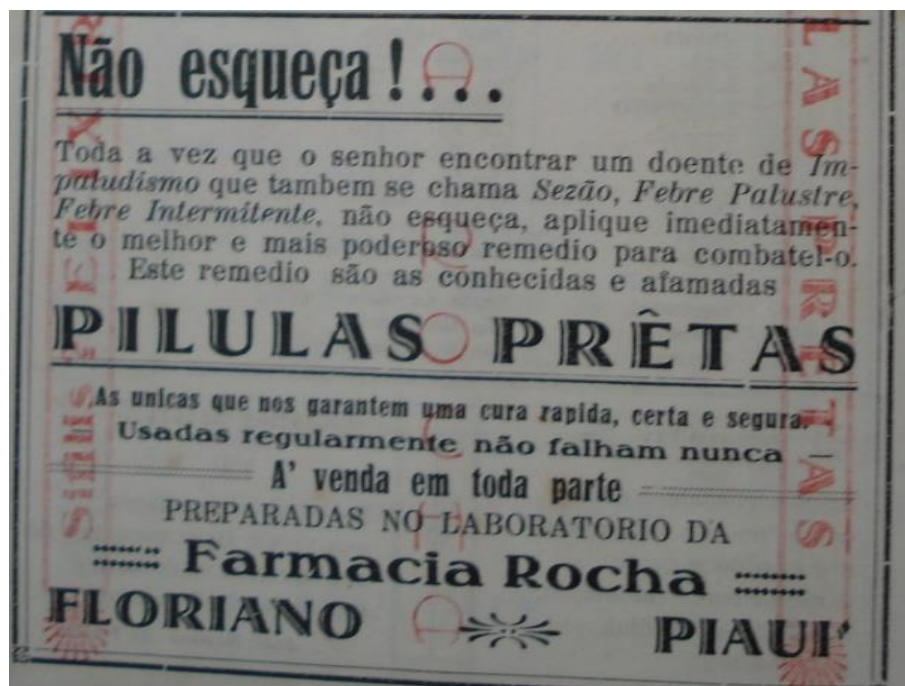 Não esqueça!...
Toda a vez que o senhor encontrar um doente de Im-
paludismo que tambem se chama Sezão, Febre Palustre,
Febre Intermitente, não esqueça, aplique imediatamen-
te o melhor e mais poderoso remedio para combatel-o.
Este remedio são as conhecidas e afamadas
PILULAS PRÊTAS
As unicas que nos garantem uma cura rapida, certa e segura.
Usadas regularmente não falham nunca —
A' venda em toda parte
PREPARADAS NO LABORATORIO DA
Farmacia Rocha
FLORIANO PIAUI'
LAS PRETAS